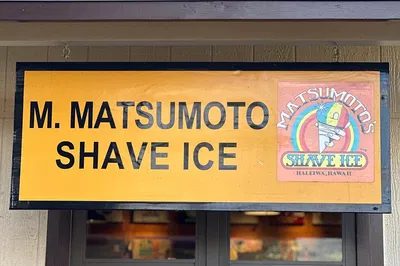 M. MATSUMOTO
SHAVE ICE
MATSUMOTO'S
SHAVE ICE
HALEIWA, HAWAII